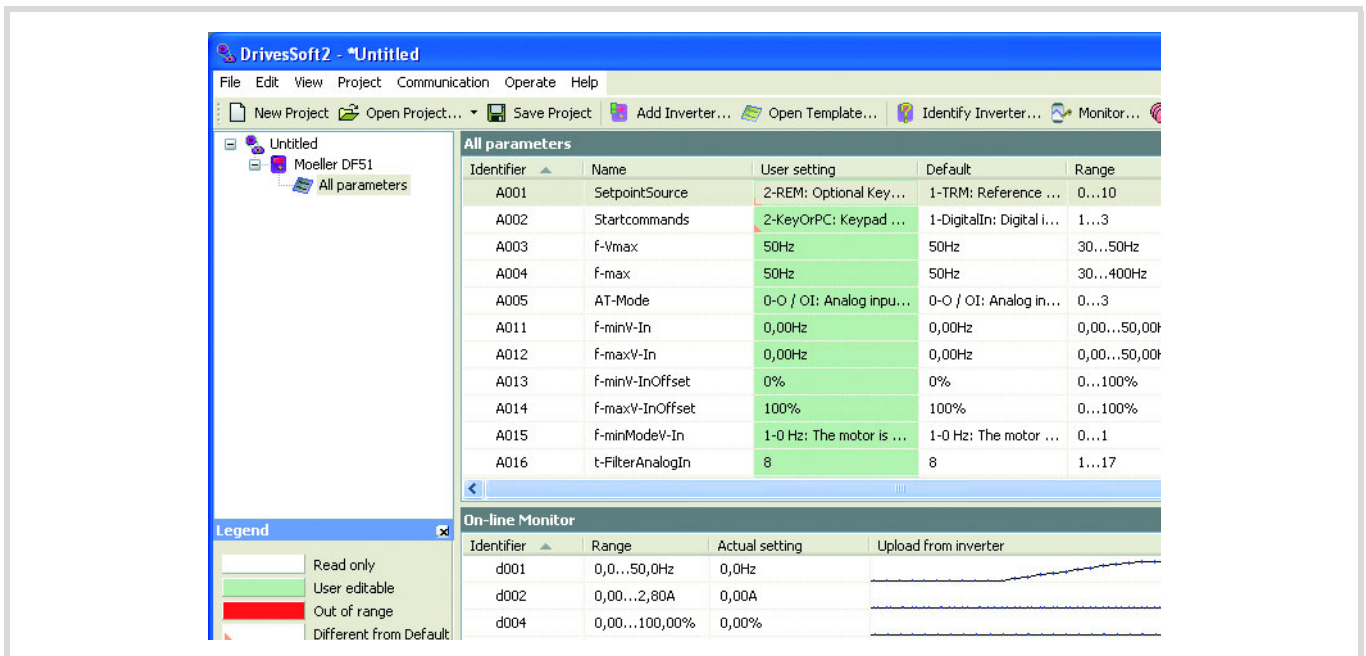 DrivesSoft2 - *Untitled
File Edit View Project Communication Operate Help
New Project Open Project... Save Project Add Inverter... Open Template... Identify Inverter... Monitor...
Untitled
Moeller DF51
All parameters
All parameters
Identifier Name User setting Default Range
A001 SetpointSource 2-REM: Optional Key... 1-TRM: Reference ... 0...10
A002 Startcommands 2-KeyOrPC: Keypad ... 1-DigitalIn: Digital i... 1...3
A003 f-Vmax 50Hz 50Hz 30...50Hz
A004 f-max 50Hz 50Hz 30...400Hz
A005 AT-Mode 0-O / OI: Analog inpu... 0-O / OI: Analog in... 0...3
A011 f-minV-In 0,00Hz 0,00Hz 0,00...50,00H
A012 f-maxV-In 0,00Hz 0,00Hz 0,00...50,00H
A013 f-minV-InOffset 0% 0% 0...100%
A014 f-maxV-InOffset 100% 100% 0...100%
A015 f-minModeV-In 1-0 Hz: The motor is ... 1-0 Hz: The motor ... 0...1
A016 t-FilterAnalogIn 8 8 1...17
Legend
Read only
User editable
Out of range
Different from Default
On-line Monitor
Identifier Range Actual setting Upload from inverter
d001 0,0...50,0Hz 0,0Hz
d002 0,00...2,80A 0,00A
d004 0,00...100,00% 0,00%